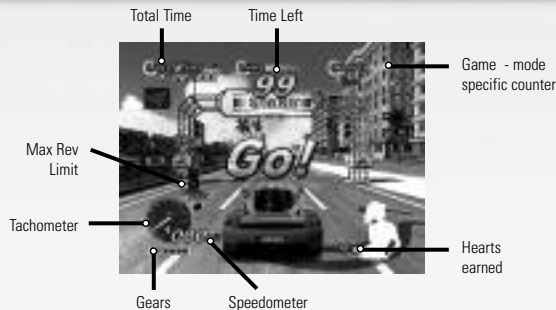 Total Time
Time Left
Game - mode
specific counter
99
Go!
Max Rev
Limit
Tachometer
Hearts
earned
Gears
Speedometer